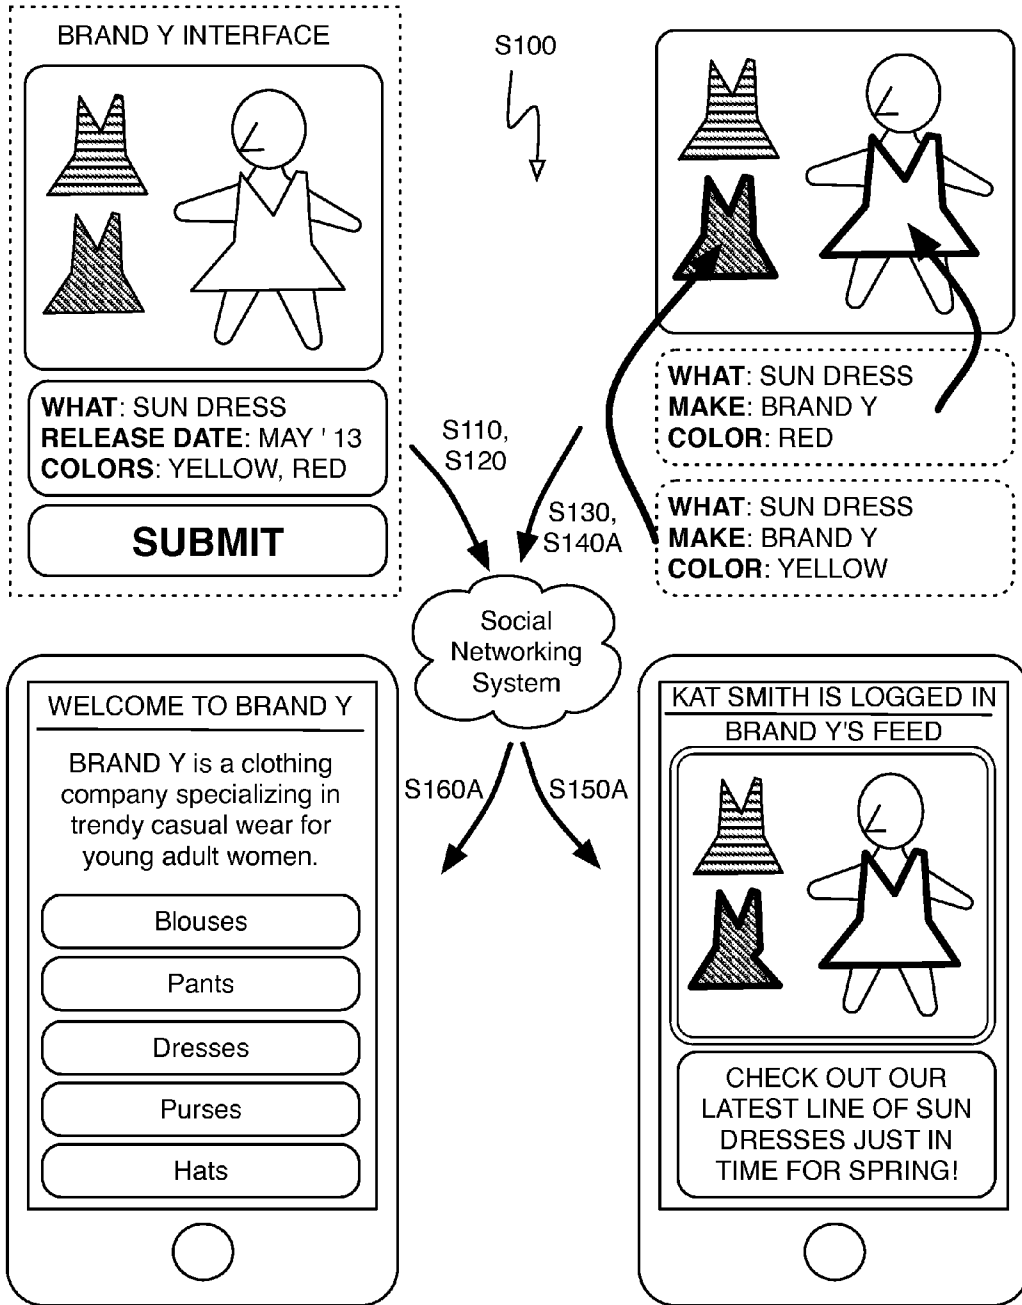 BRAND Y INTERFACE
WHAT: SUN DRESS
RELEASE DATE: MAY ' 13
COLORS: YELLOW, RED
SUBMIT
S100
WHAT: SUN DRESS
MAKE: BRAND Y
COLOR: RED
WHAT: SUN DRESS
MAKE: BRAND Y
COLOR: YELLOW
S110,
S120
S130,
S140A
Social
Networking
System
S160A
S150A
WELCOME TO BRAND Y
BRAND Y is a clothing
company specializing in
trendy casual wear for
young adult women.
Blouses
Pants
Dresses
Purses
Hats
KAT SMITH IS LOGGED IN
BRAND Y'S FEED
CHECK OUT OUR
LATEST LINE OF SUN
DRESSES JUST IN
TIME FOR SPRING!